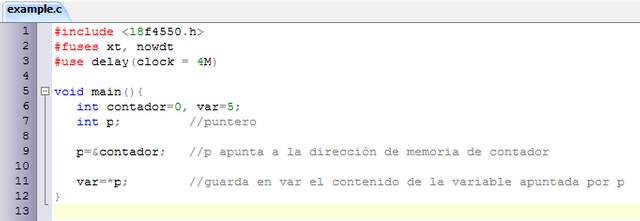 example.c
1 #include <18f4550.h>
2 #fuses xt, nowdt
3 #use delay(clock = 4M)
4
5 void main(){
6 int contador=0, var=5;
7 int p; //puntero
8
9 p=&contador; //p apunta a la dirección de memoria de contador
10
11 var=*p; //guarda en var el contenido de la variable apuntada por p
12 }
13